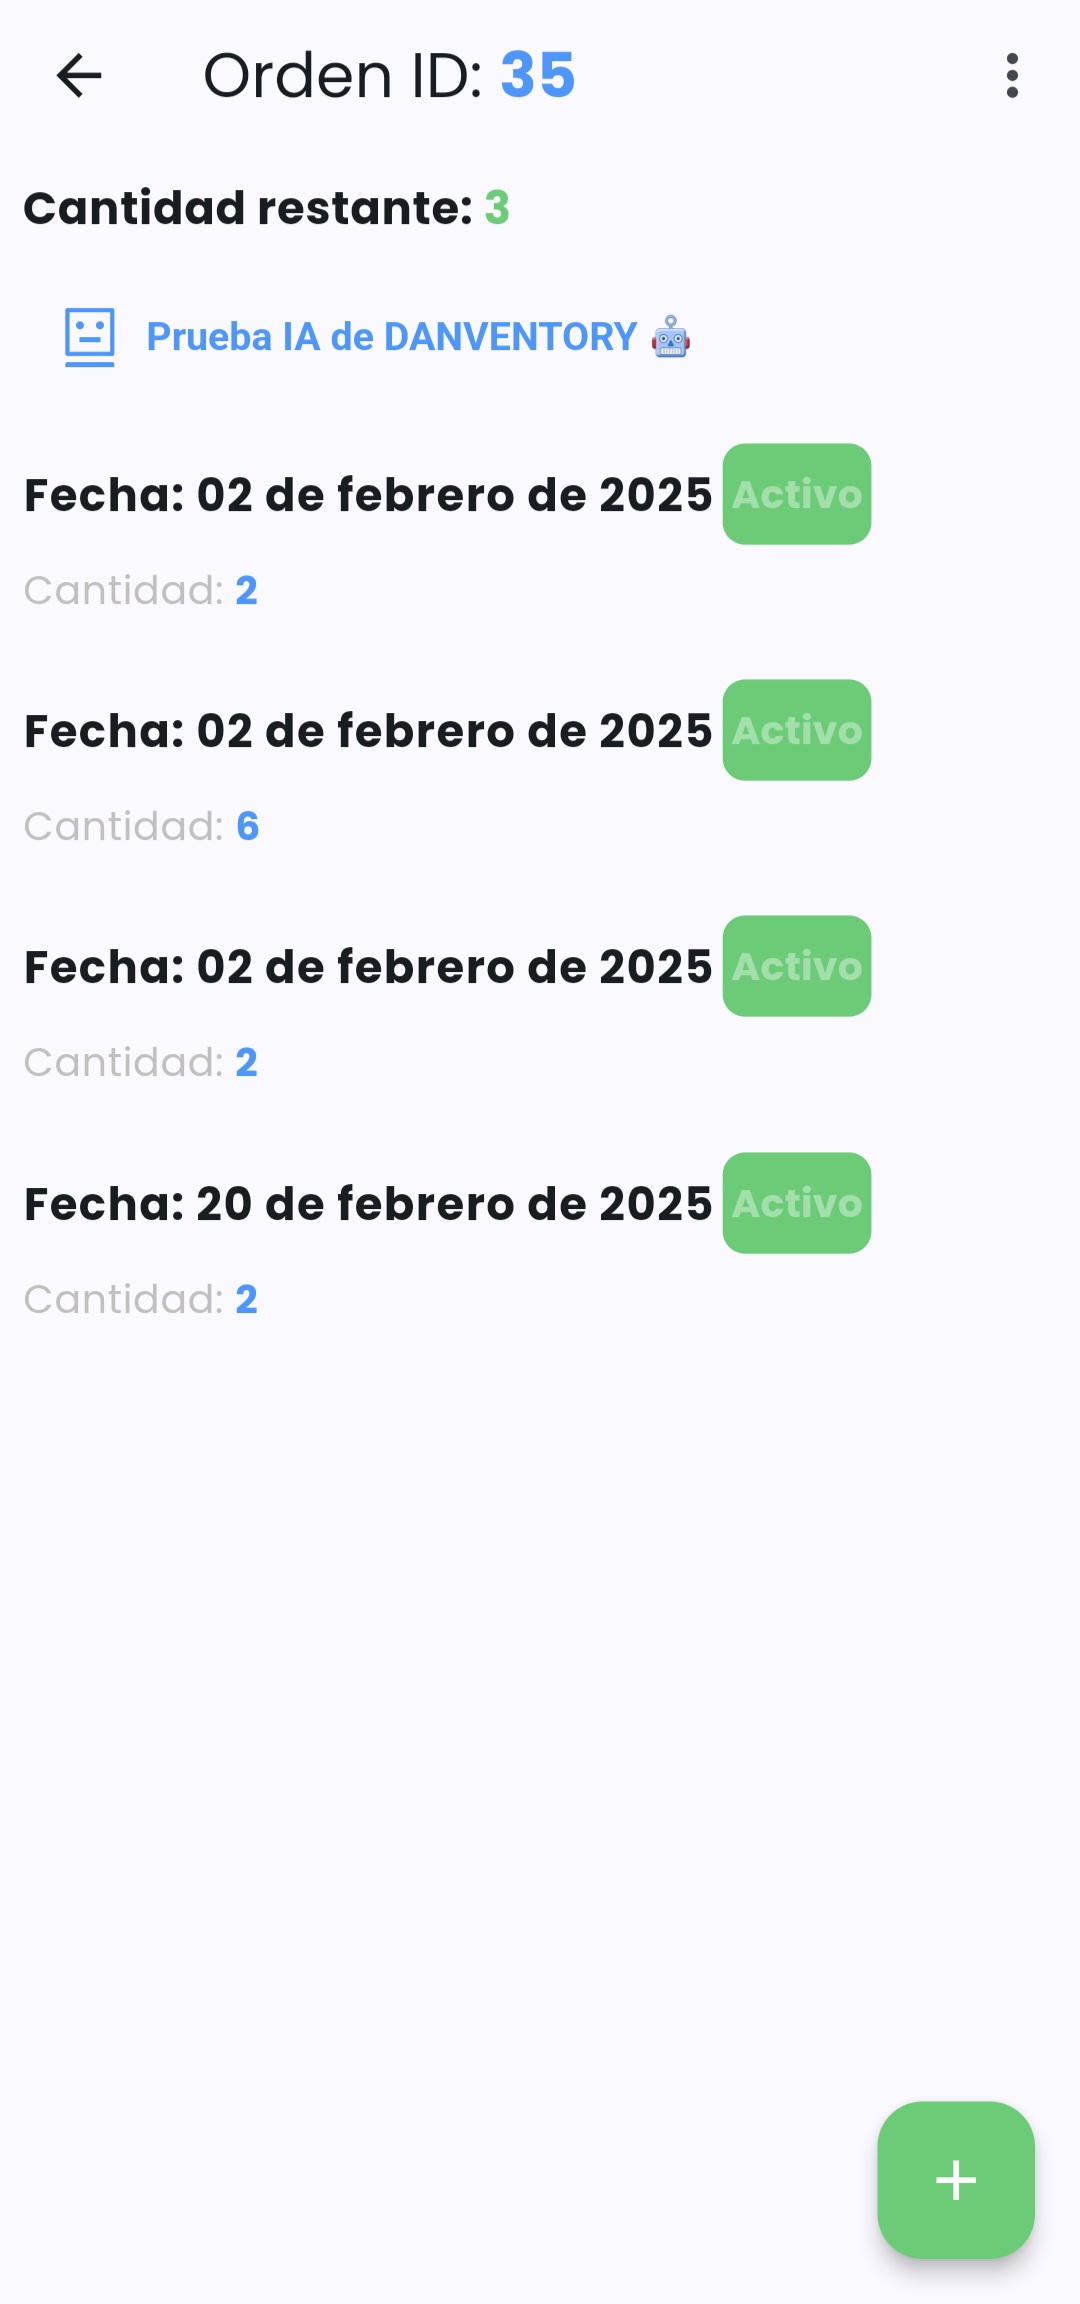 Orden ID: 35
Cantidad restante: 3
Prueba IA de DANVENTORY 🤖
Fecha: 02 de febrero de 2025 Activo
Cantidad: 2
Fecha: 02 de febrero de 2025 Activo
Cantidad: 6
Fecha: 02 de febrero de 2025 Activo
Cantidad: 2
Fecha: 20 de febrero de 2025 Activo
Cantidad: 2